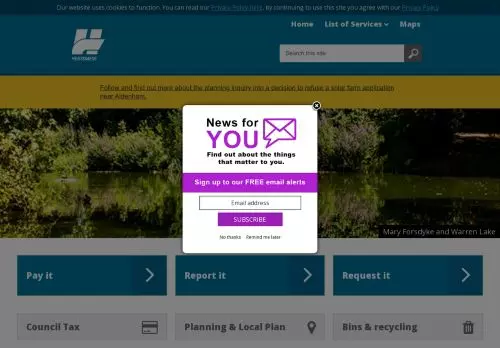 Our website uses cookies to function. You can read our Privacy Policy here, by continuing to use this site you agree with our Privacy Policy
Home List of Services Maps
HERTSMERE
Search this site
Follow and find out more about the planning inquiry into a decision to refuse a solar farm application
near Aldenham.
News for
YOU
Find out about the things
that matter to you.
Sign up to our FREE email alerts
Email address
SUBSCRIBE
No thanks Remind me later
Mary Forsdyke and Warren Lake
Pay it
Report it
Request it
Council Tax
Planning & Local Plan
Bins & recycling